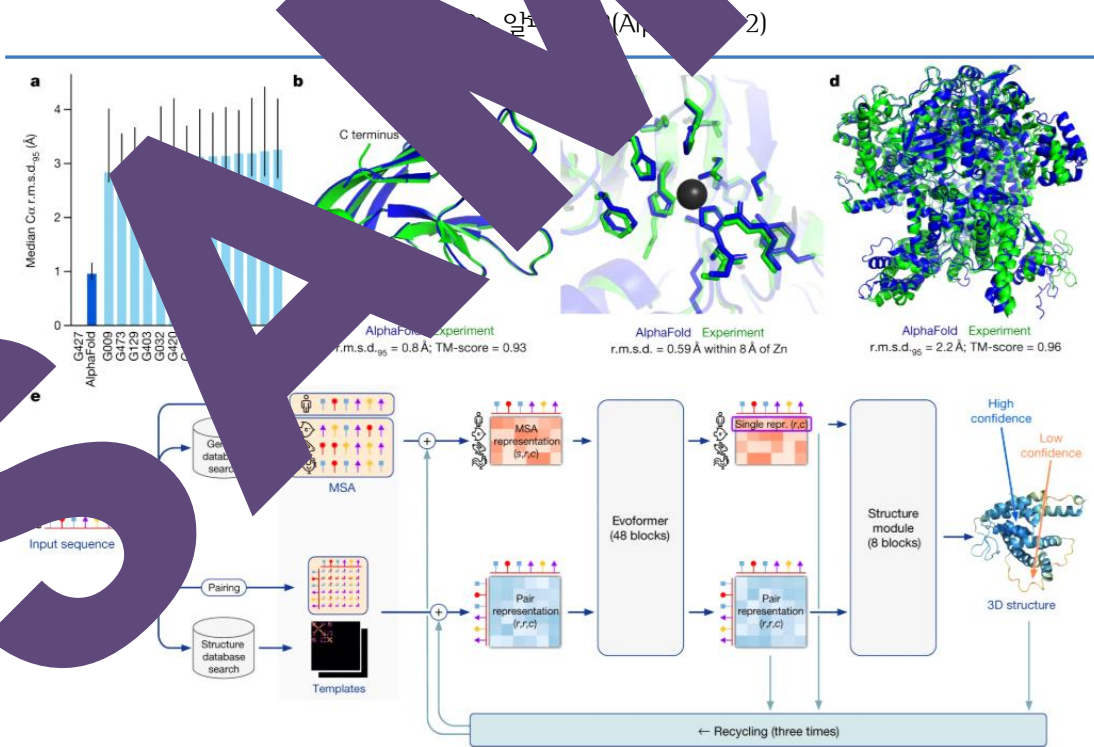 2)
a
b
d
Median Cα r.m.s.d.₉₅ (Å)
4
3
2
1
0
G427
AlphaFold
G009
G473
G129
G403
G032
G420
C terminus
AlphaFold Experiment
r.m.s.d.₉₅ = 0.8 Å; TM-score = 0.93
AlphaFold Experiment
r.m.s.d. = 0.59 Å within 8 Å of Zn
AlphaFold Experiment
r.m.s.d.₉₅ = 2.2 Å; TM-score = 0.96
e
search
MSA
Input sequence
Pairing
Structure
database
search
Templates
+
+
MSA
representation
(s,r,c)
Pair
representation
(r,r,c)
Evoformer
(48 blocks)
Single repr. (r,c)
Pair
representation
(r,r,c)
Structure
module
(8 blocks)
High
confidence
Low
confidence
3D structure
← Recycling (three times)
SAM